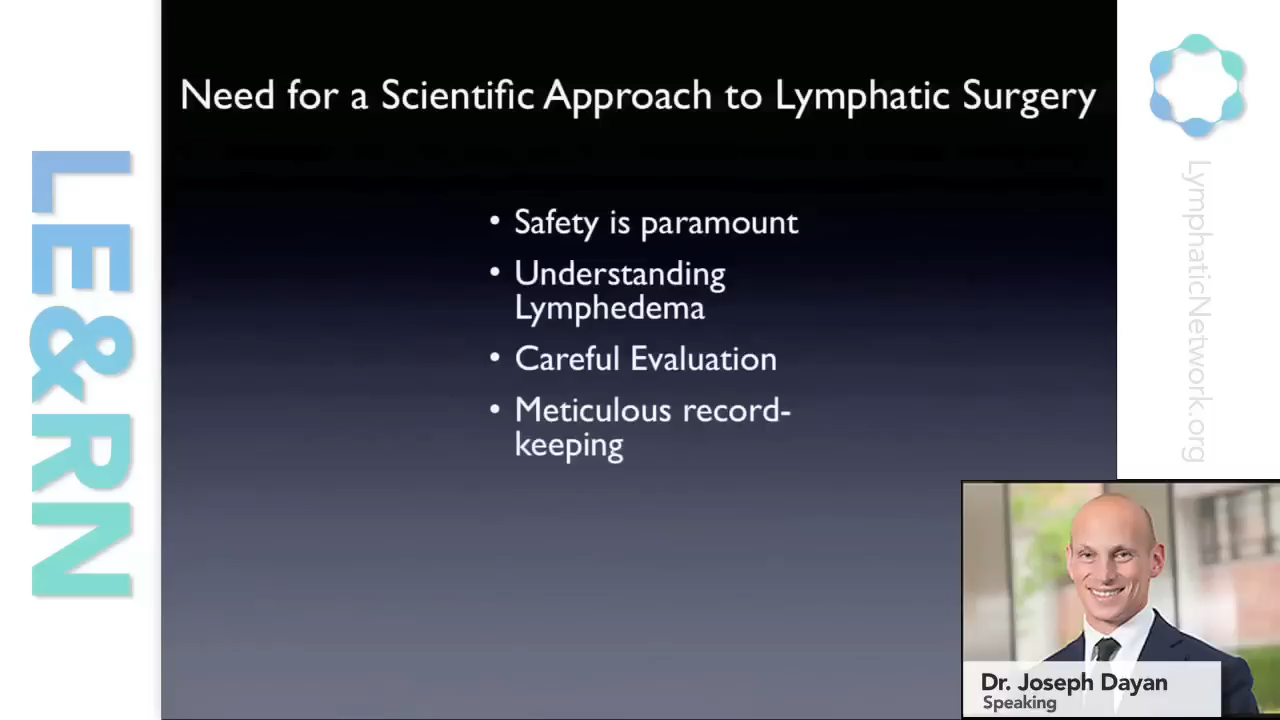 LE&RN
Need for a Scientific Approach to Lymphatic Surgery
• Safety is paramount
• Understanding
Lymphedema
• Careful Evaluation
• Meticulous record-
keeping
LymphaticNetwork.org
Dr. Joseph Dayan
Speaking